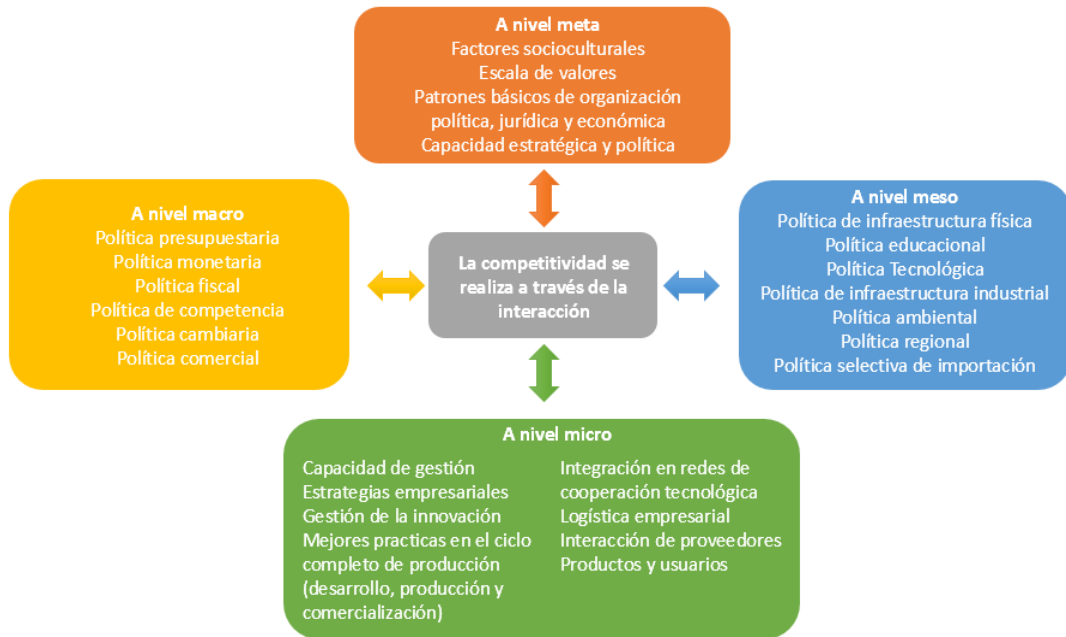 A nivel meta
Factores socioculturales
Escala de valores
Patrones básicos de organización
política, jurídica y económica
Capacidad estratégica y política
A nivel macro
Política presupuestaria
Política monetaria
Política fiscal
Política de competencia
Política cambiaria
Política comercial
La competitividad se
realiza a través de la
interacción
A nivel meso
Política de infraestructura física
Política educacional
Política Tecnológica
Política de infraestructura industrial
Política ambiental
Política regional
Política selectiva de importación
A nivel micro
Capacidad de gestión
Estrategias empresariales
Gestión de la innovación
Mejores practicas en el ciclo
completo de producción
(desarrollo, producción y
comercialización)
Integración en redes de
cooperación tecnológica
Logística empresarial
Interacción de proveedores
Productos y usuarios